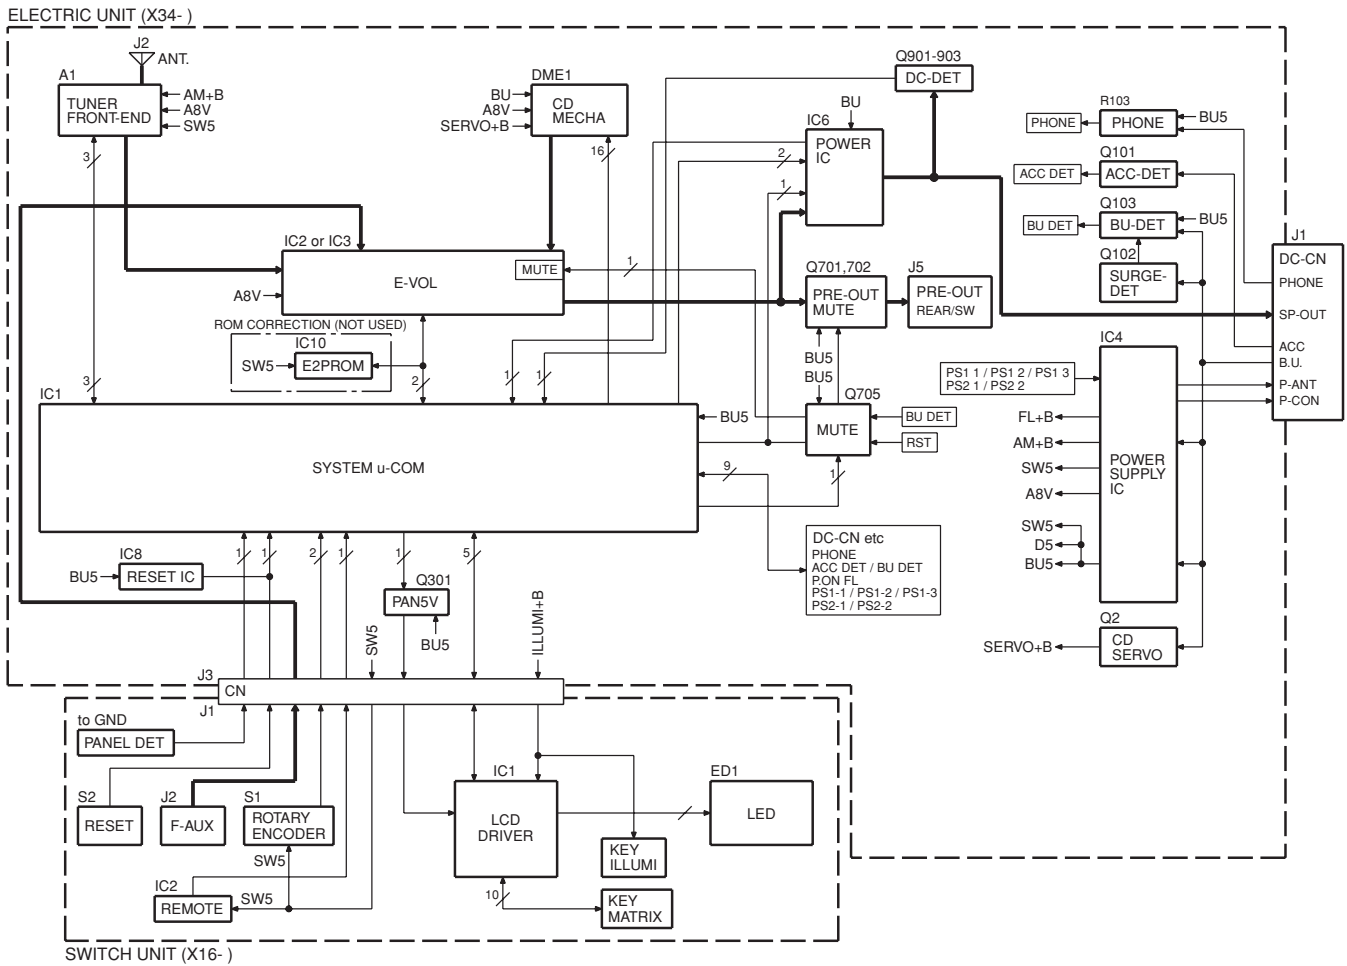 ELECTRIC UNIT (X34- )
J2
ANT.
A1
TUNER
FRONT-END
AM+B
A8V
SW5
DME1
BU
A8V
SERVO+B
CD
MECHA
Q901-903
DC-DET
BU
IC6
POWER
IC
R103
PHONE
PHONE
BU5
Q101
ACC DET
ACC-DET
Q103
BU DET
BU-DET
BU5
Q102
SURGE-
DET
J1
DC-CN
PHONE
SP-OUT
ACC
B.U.
P-ANT
P-CON
3
16
2
1
IC2 or IC3
E-VOL
MUTE
A8V
1
Q701,702
PRE-OUT
MUTE
J5
PRE-OUT
REAR/SW
BU5
BU5
ROM CORRECTION (NOT USED)
IC10
SW5
E2PROM
3
2
1
1
IC4
PS1 1 / PS1 2 / PS1 3
PS2 1 / PS2 2
FL+B
AM+B
SW5
A8V
SW5
D5
BU5
POWER
SUPPLY
IC
IC1
SYSTEM u-COM
BU5
Q705
MUTE
BU DET
RST
9
1
DC-CN etc
PHONE
ACC DET / BU DET
P.ON FL
PS1-1 / PS1-2 / PS1-3
PS2-1 / PS2-2
Q2
SERVO+B
CD
SERVO
1
1
2
1
1
5
IC8
BU5
RESET IC
Q301
PAN5V
BU5
SW5
ILLUMI+B
J3
CN
J1
to GND
PANEL DET
S2
RESET
J2
F-AUX
S1
ROTARY
ENCODER
SW5
IC2
REMOTE
SW5
IC1
LCD
DRIVER
ED1
LED
KEY
ILLUMI
10
KEY
MATRIX
SWITCH UNIT (X16- )